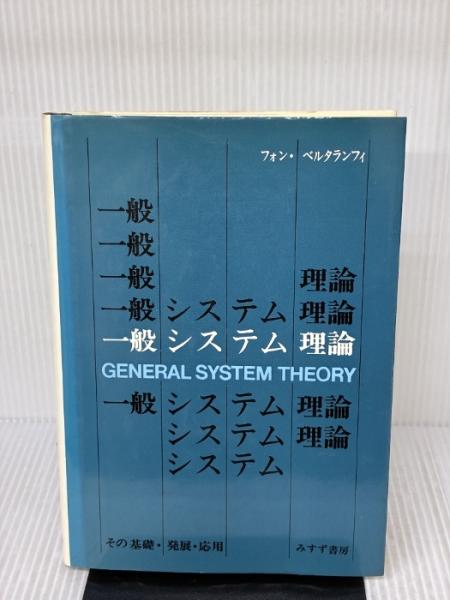 フォン・ ベルタランフィ
一般
一般
一般 理論
一般 システム 理論
一般 システム 理論
GENERAL SYSTEM THEORY
一般 システム 理論
システム 理論
システム
その基礎・発展・応用 みすず書房